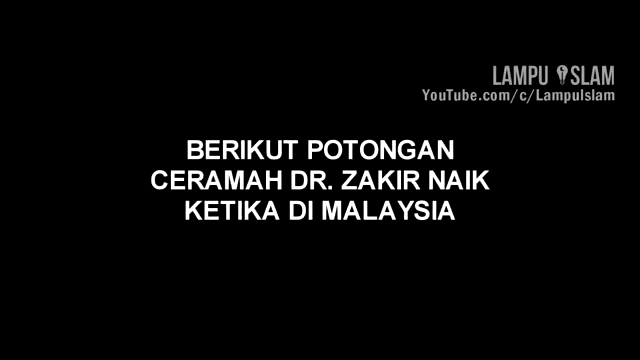 LAMPU ISLAM
YouTube.com/c/LampuIslam
BERIKUT POTONGAN
CERAMAH DR. ZAKIR NAIK
KETIKA DI MALAYSIA